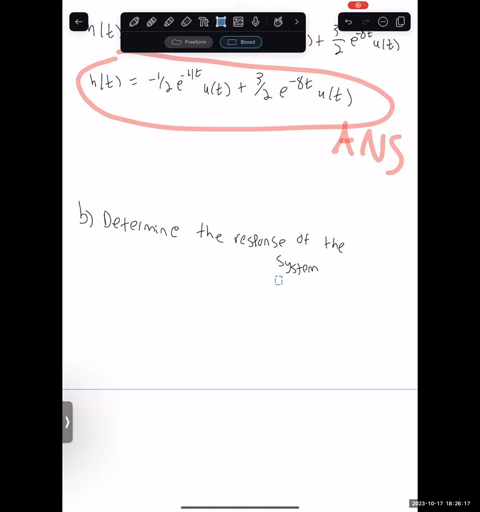 h(t)
) + 3/2 e^-8t u(t)
Freeform
Boxed
h(t) = -1/2 e^-4t u(t) + 3/2 e^-8t u(t)
ANS
b) Determine the response of the
system
2023-10-17 18:26:17